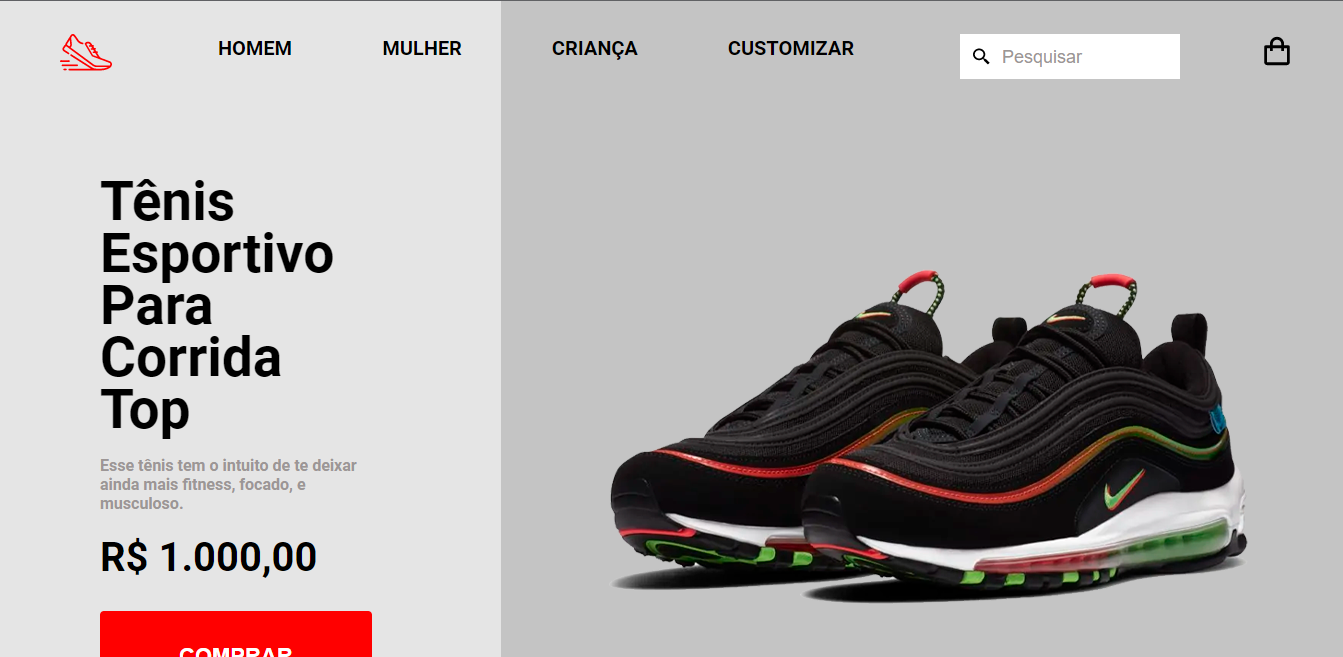 HOMEM
MULHER
CRIANÇA
CUSTOMIZAR
Pesquisar
Tênis
Esportivo
Para
Corrida
Top
Esse tênis tem o intuito de te deixar
ainda mais fitness, focado, e
musculoso.
R$ 1.000,00
COMPRAR